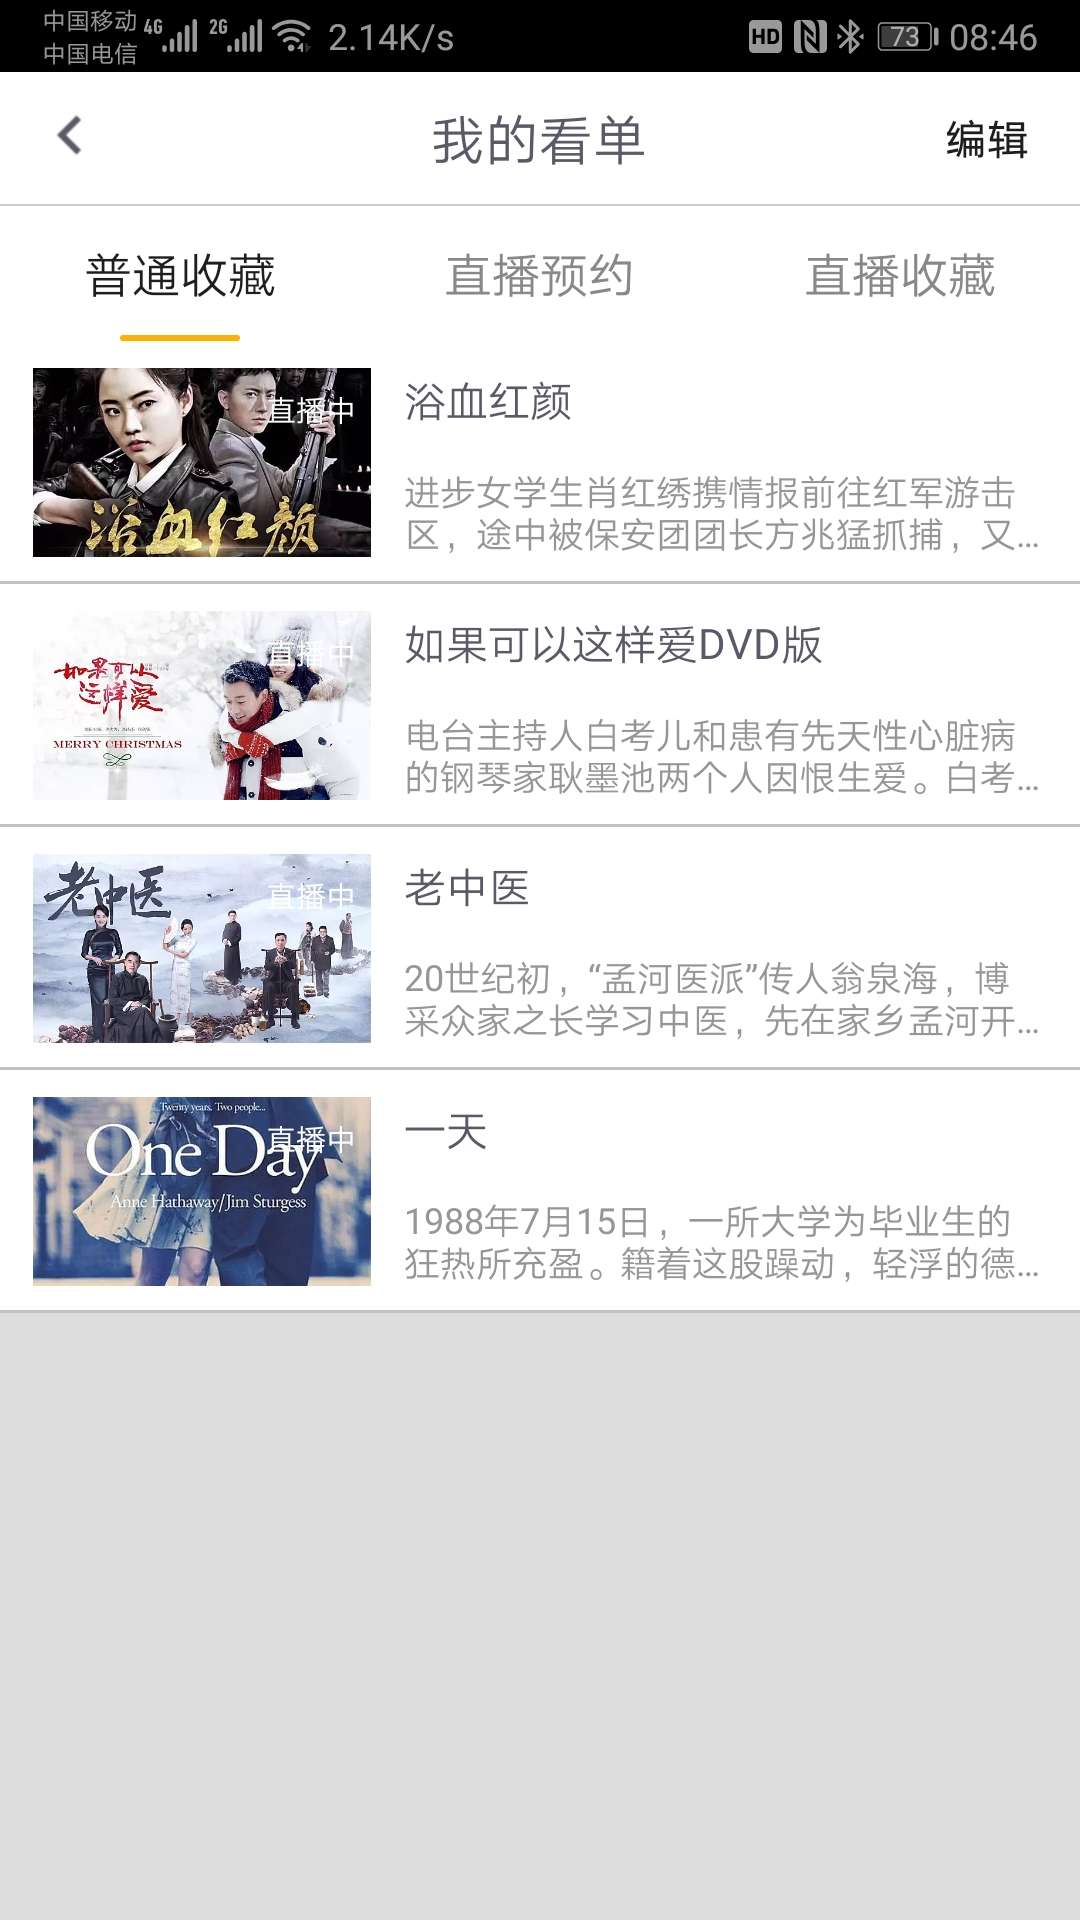 中国移动 4G 2G 2.14K/s HD 73 08:46
中国电信
我的看单 编辑
普通收藏 直播预约 直播收藏
直播中
浴血红颜
浴血红颜
进步女学生肖红绣携情报前往红军游击
区，途中被保安团团长方兆猛抓捕，又...
直播中
如果可以
这样爱
MERRY CHRISTMAS
如果可以这样爱DVD版
电台主持人白考儿和患有先天性心脏病
的钢琴家耿墨池两个人因恨生爱。白考...
老中医
直播中
老中医
20世纪初，“孟河医派”传人翁泉海，博
采众家之长学习中医，先在家乡孟河开...
Twenty years. Two people...
直播中
One Day
Anne Hathaway/Jim Sturgess
一天
1988年7月15日，一所大学为毕业生的
狂热所充盈。籍着这股躁动，轻浮的德...